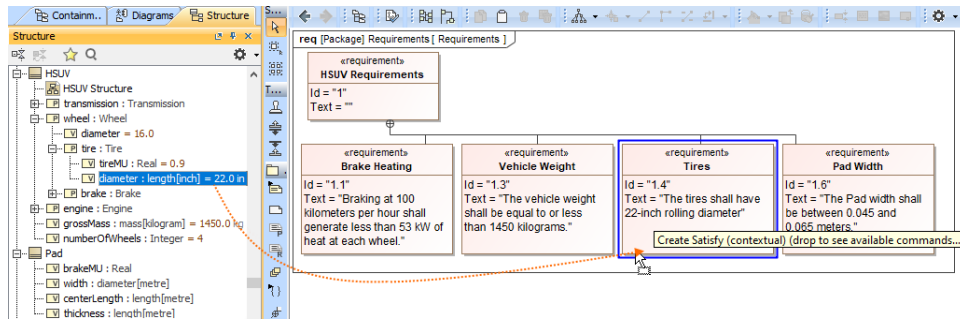 Containm..
Diagrams
Structure
S...
Structure
HSUV
HSUV Structure
transmission : Transmission
wheel : Wheel
diameter = 16.0
tire : Tire
tireMU : Real = 0.9
diameter : length[inch] = 22.0 in
brake : Brake
engine : Engine
grossMass : mass[kilogram] = 1450.0 kg
numberOfWheels : Integer = 4
Pad
brakeMU : Real
width : diameter[metre]
centerLength : length[metre]
thickness : length[metre]
T...
req [Package] Requirements [ Requirements ]
«requirement»
HSUV Requirements
Id = "1"
Text = ""
«requirement»
Brake Heating
Id = "1.1"
Text = "Braking at 100
kilometers per hour shall
generate less than 53 kW of
heat at each wheel."
«requirement»
Vehicle Weight
Id = "1.3"
Text = "The vehicle weight
shall be equal to or less
than 1450 kilograms."
«requirement»
Tires
Id = "1.4"
Text = "The tires shall have
22-inch rolling diameter"
«requirement»
Pad Width
Id = "1.6"
Text = "The Pad width shall
be between 0.045 and
0.065 meters."
Create Satisfy (contextual) (drop to see available commands...